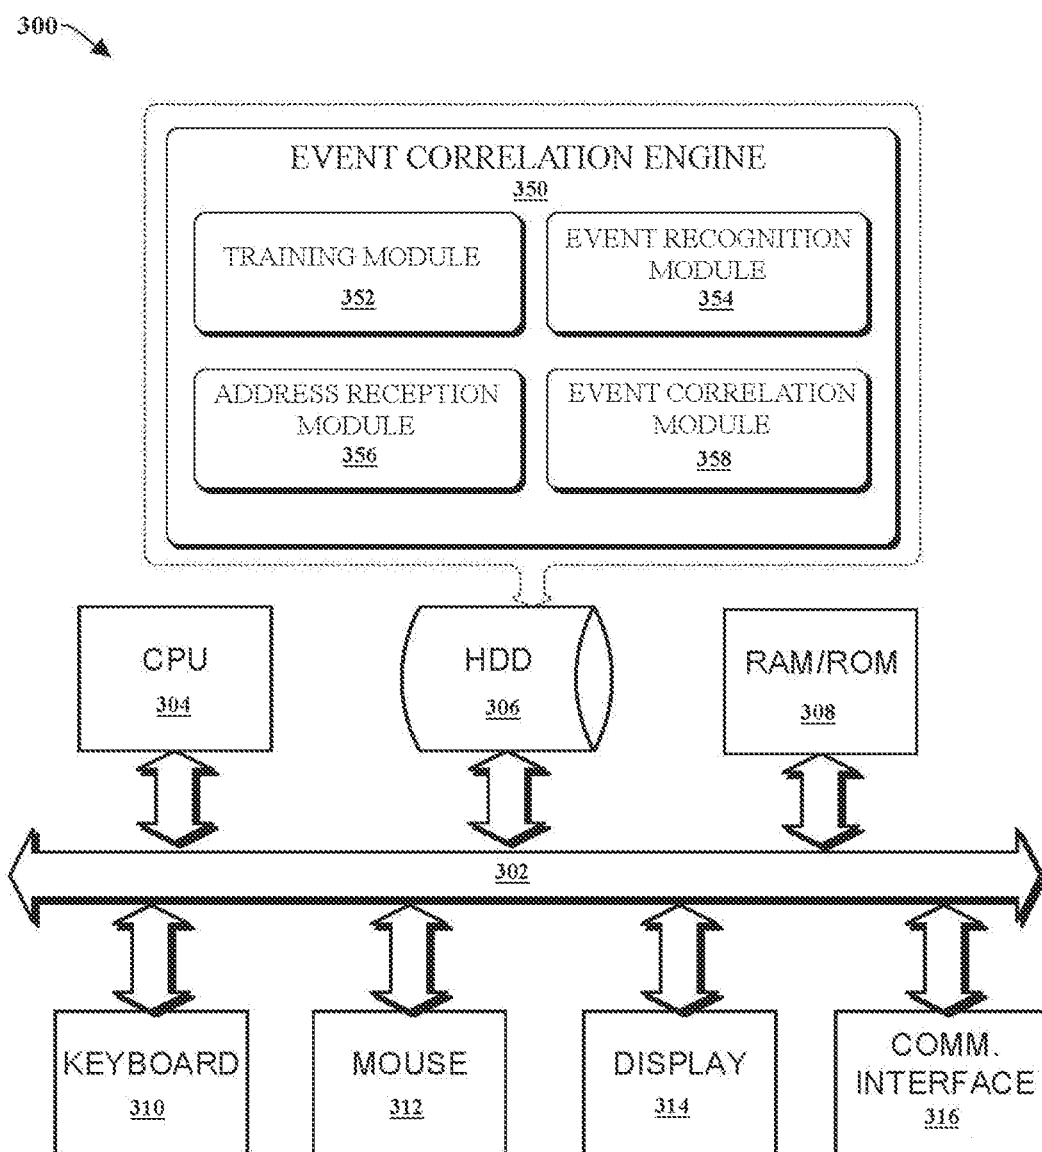 300
EVENT CORRELATION ENGINE
350
TRAINING MODULE
352
EVENT RECOGNITION
MODULE
354
ADDRESS RECEPTION
MODULE
356
EVENT CORRELATION
MODULE
358
CPU
304
HDD
306
RAM/ROM
308
302
KEYBOARD
310
MOUSE
312
DISPLAY
314
COMM.
INTERFACE
316